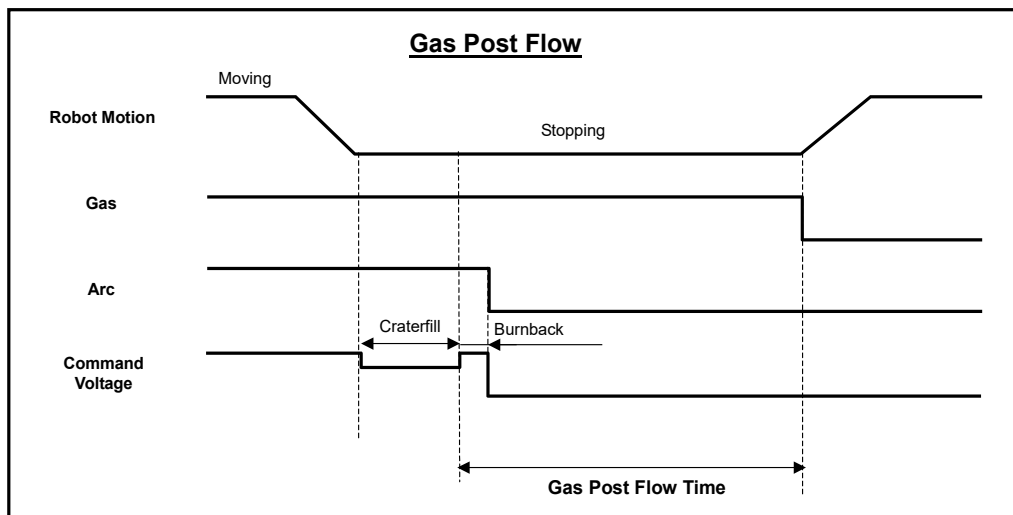 Gas Post Flow
Moving
Robot Motion
Stopping
Gas
Arc
Craterfill
Burnback
Command
Voltage
Gas Post Flow Time